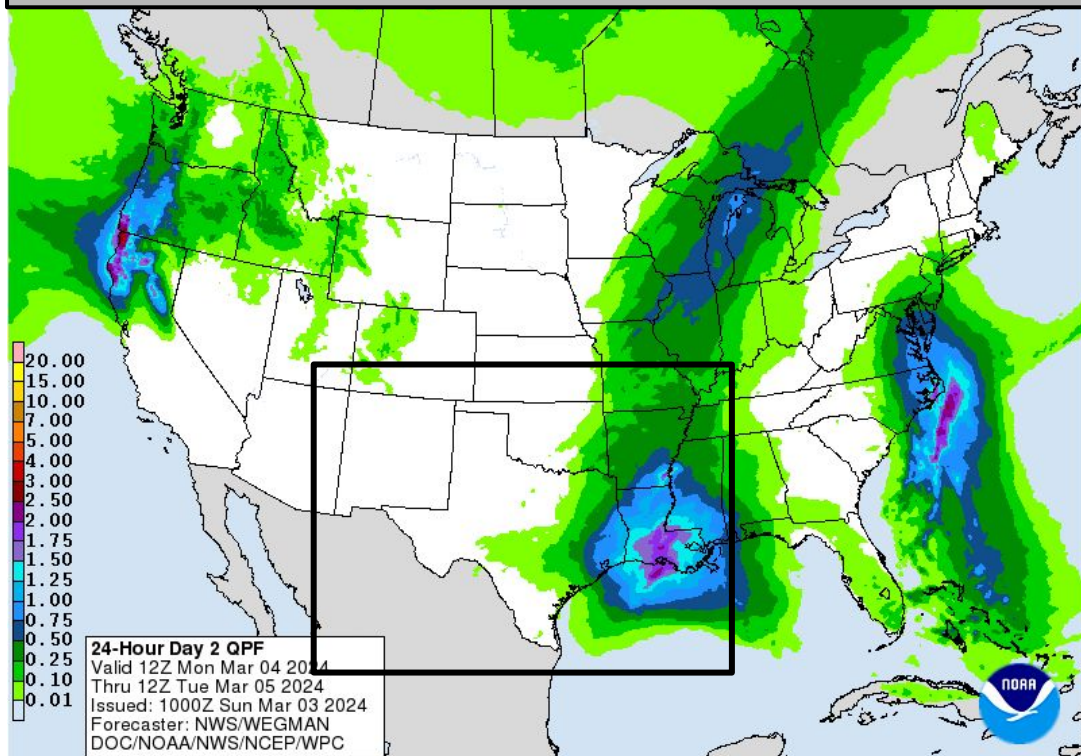 20.00
15.00
10.00
7.00
5.00
4.00
3.00
2.50
2.00
1.75
1.50
1.25
1.00
0.75
0.50
0.25
0.10
0.01
24-Hour Day 2 QPF
Valid 12Z Mon Mar 04 2024
Thru 12Z Tue Mar 05 2024
Issued: 1000Z Sun Mar 03 2024
Forecaster: NWS/WEGMAN
DOC/NOAA/NWS/NCEP/WPC
NOAA